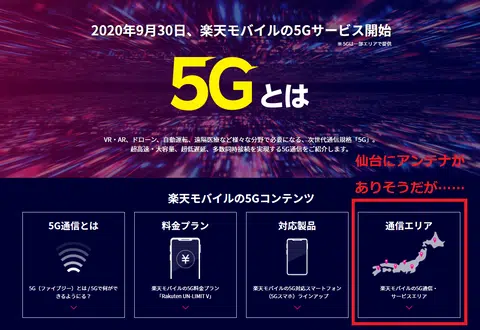 2020年9月30日、楽天モバイルの5Gサービス開始
※ 5Gは一部エリアで提供
5Gとは
VR・AR、ドローン、自動運転、遠隔医療など様々な分野で必要になる、次世代通信規格「5G」。
超高速・大容量、超低遅延、多数同時接続を実現する5G通信をご紹介します。
仙台にアンテナが
ありそうだが……
楽天モバイルの5Gコンテンツ
5G通信とは
5G（ファイブジー）とは / 5Gで何ができるようになる？
料金プラン
¥
楽天モバイルの5G料金プラン
「Rakuten UN-LIMIT V」
対応製品
楽天モバイルの5G対応スマートフォン
（5Gスマホ）ラインアップ
通信エリア
楽天モバイルの5G通信・
サービスエリア